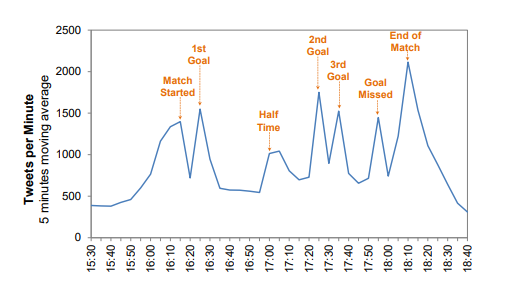 Tweets per Minute
5 minutes moving average
2500
2000
1500
1000
500
0
Match
Started
1st
Goal
Half
Time
2nd
Goal
3rd
Goal
Goal
Missed
End of
Match
15:30
15:40
15:50
16:00
16:10
16:20
16:30
16:40
16:50
17:00
17:10
17:20
17:30
17:40
17:50
18:00
18:10
18:20
18:30
18:40